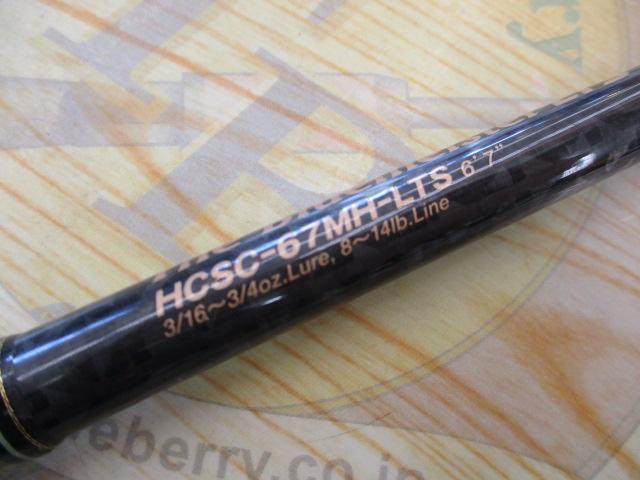 HCSC-67MH-LTS 6'7"
3/16~3/4oz.Lure, 8~14lb.Line
eberry.co.jp